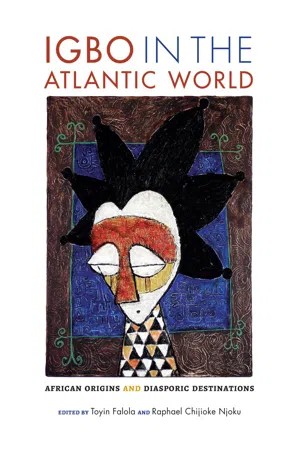 IGBO IN THE
ATLANTIC WORLD
AFRICAN ORIGINS AND DIASPORIC DESTINATIONS
EDITED BY Toyin Falola AND Raphael Chijioke Njoku